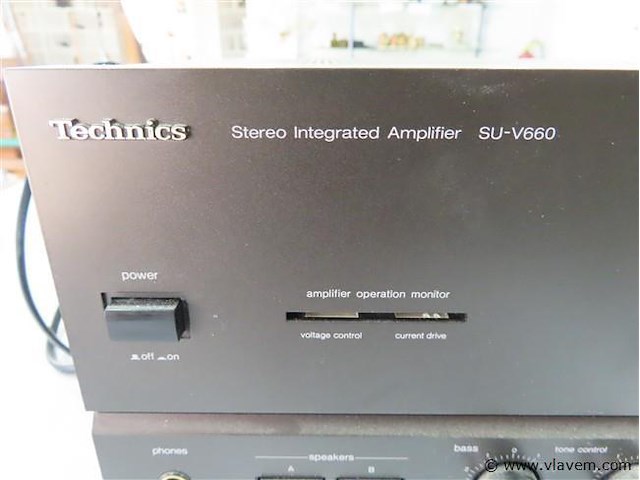 Technics Stereo Integrated Amplifier SU-V660
power
amplifier operation monitor
voltage control current drive
off on
phones speakers bass tone control
A B
© www.vlavem.com